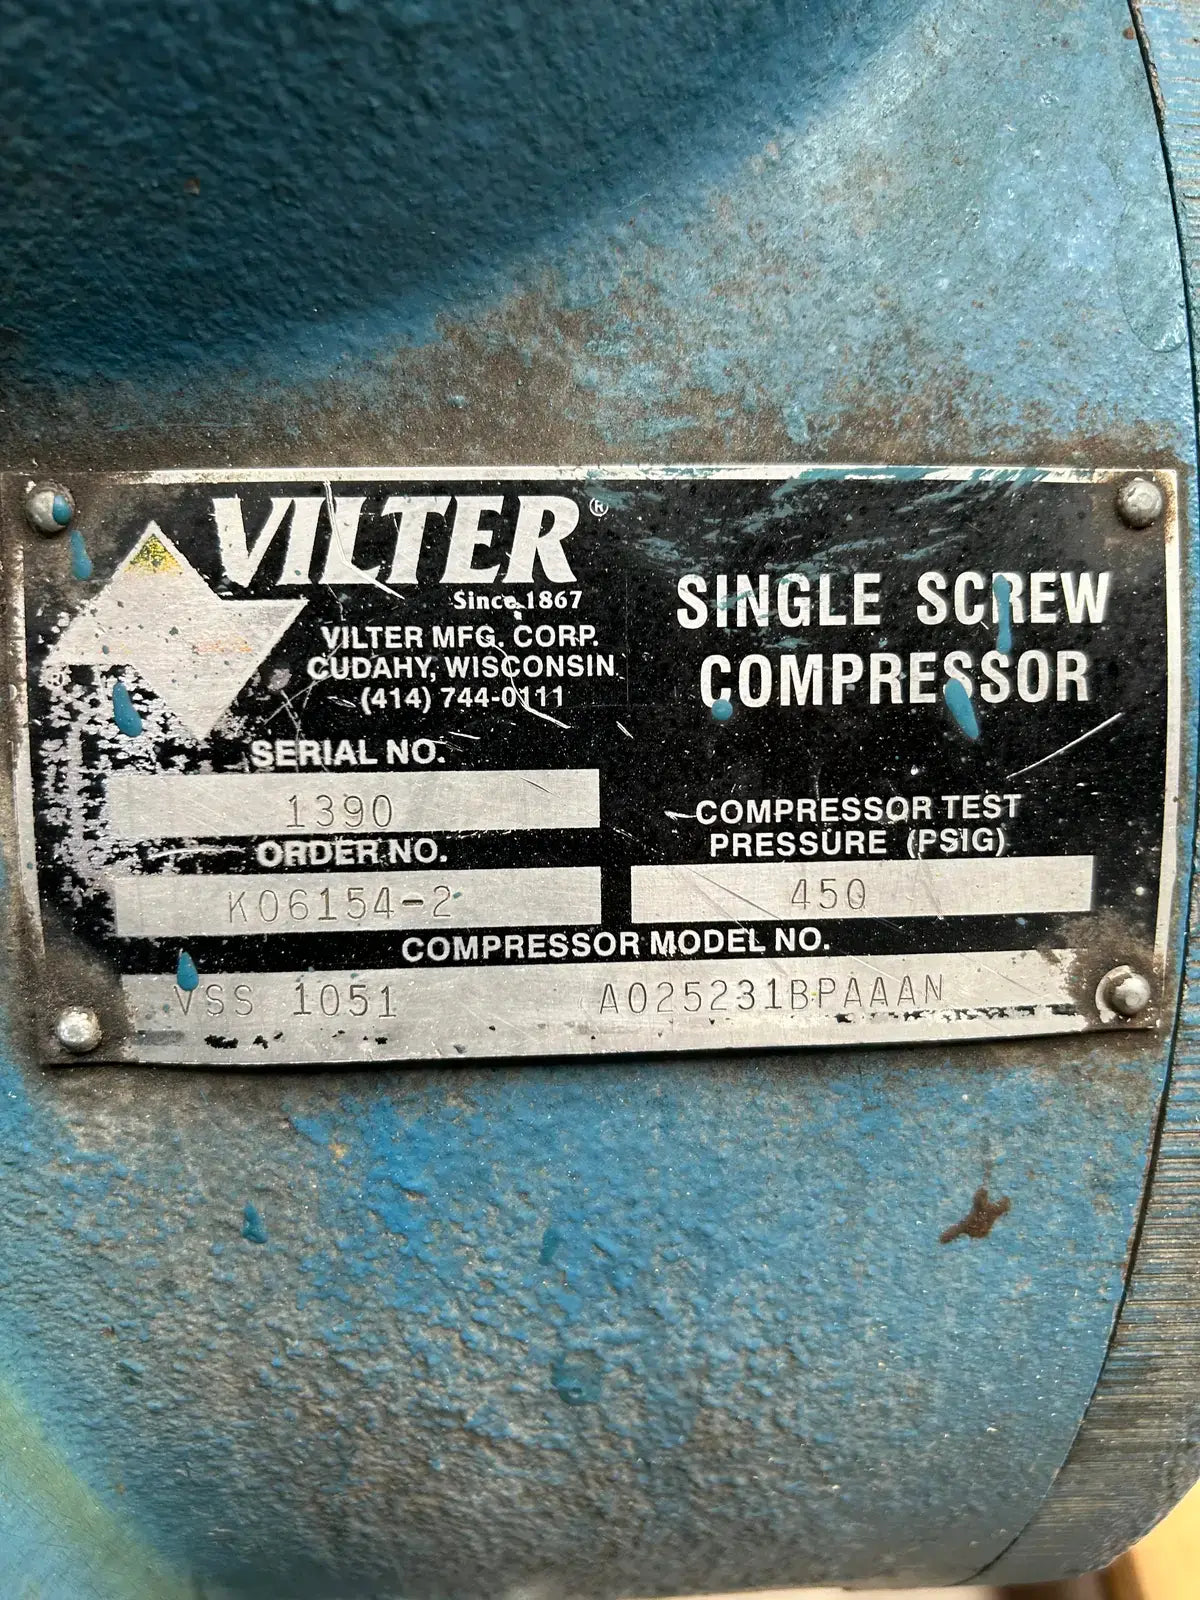 VILTER®
Since 1867
VILTER MFG. CORP.
CUDAHY, WISCONSIN
(414) 744-0111
SINGLE SCREW
COMPRESSOR
SERIAL NO.
1390
ORDER NO.
K06154-2
COMPRESSOR TEST
PRESSURE (PSIG)
450
COMPRESSOR MODEL NO.
VSS 1051 A025231BPAAAN